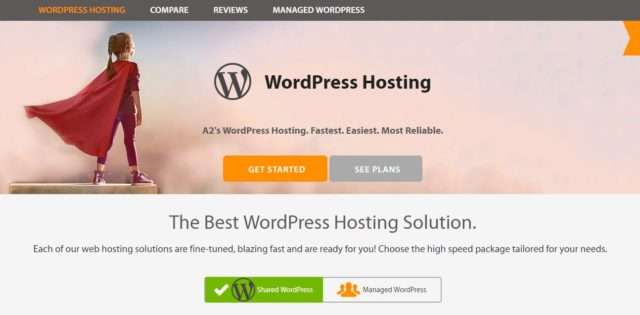 WORDPRESS HOSTING COMPARE REVIEWS MANAGED WORDPRESS
WordPress Hosting
A2's WordPress Hosting. Fastest. Easiest. Most Reliable.
GET STARTED SEE PLANS
The Best WordPress Hosting Solution.
Each of our web hosting solutions are fine-tuned, blazing fast and are ready for you! Choose the high speed package tailored for your needs.
Shared WordPress Managed WordPress